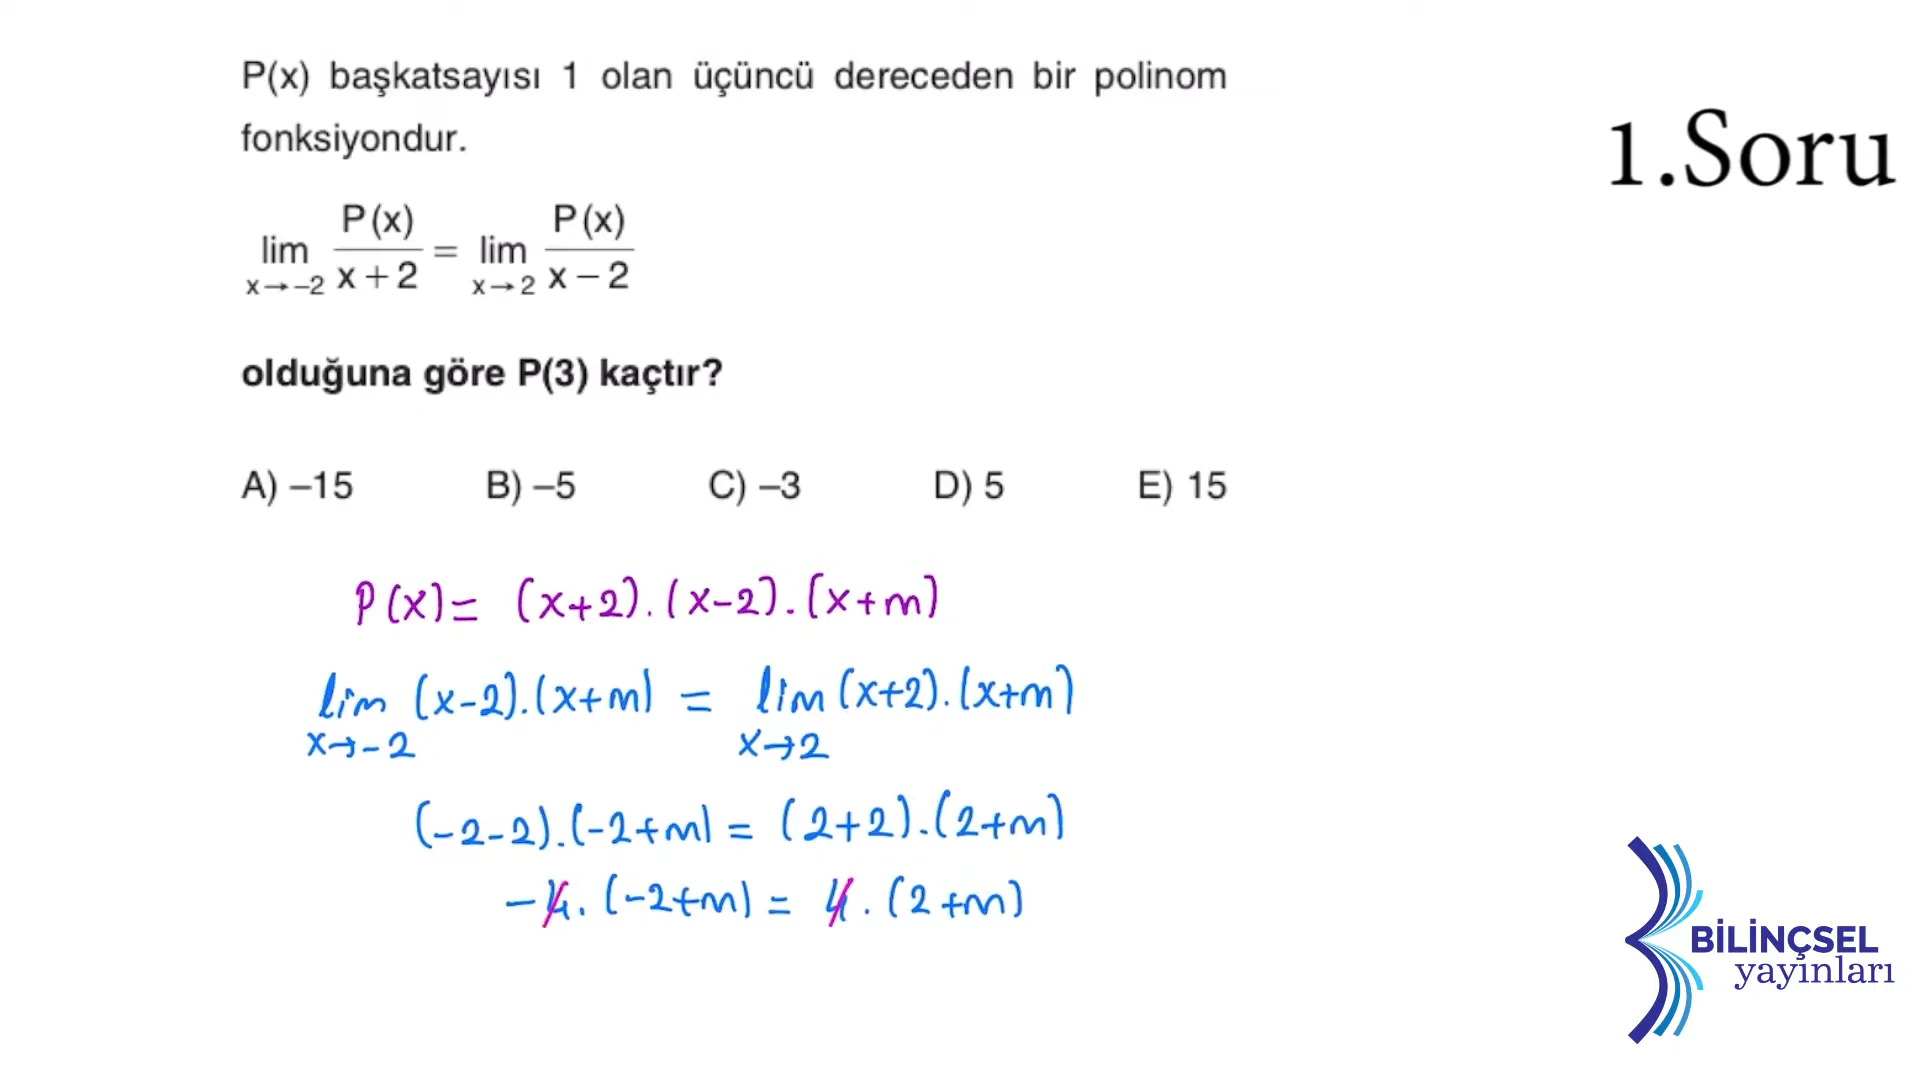 P(x) başkatsayısı 1 olan üçüncü dereceden bir polinom
fonksiyondur.
1.Soru
lim x→–2 P(x)/x+2 = lim x→2 P(x)/x–2
olduğuna göre P(3) kaçtır?
A) –15 B) –5 C) –3 D) 5 E) 15
P(x)= (x+2).(x-2).(x+m)
lim x→-2 (x-2).(x+m) = lim x→2 (x+2).(x+m)
(-2-2).(-2+m) = (2+2).(2+m)
-4.(-2+m) = 4.(2+m)
BİLİNÇSEL
yayınları